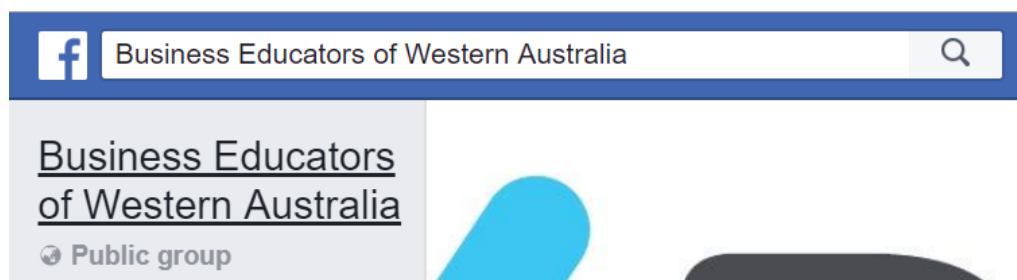 f Business Educators of Western Australia
Business Educators
of Western Australia
Public group